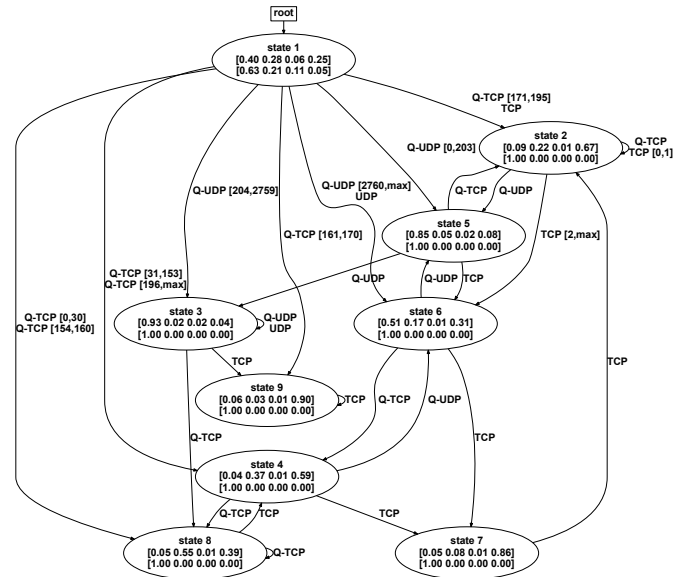 root
state 1
[0.40 0.28 0.06 0.25]
[0.63 0.21 0.11 0.05]
Q-TCP [171,195]
TCP
state 2
[0.09 0.22 0.01 0.67]
[1.00 0.00 0.00 0.00]
Q-TCP
TCP [0,1]
Q-UDP [0,203]
Q-UDP [204,2759]
Q-UDP [2760,max]
UDP
Q-TCP
Q-UDP
Q-TCP [161,170]
state 5
[0.85 0.05 0.02 0.08]
[1.00 0.00 0.00 0.00]
TCP [2,max]
Q-TCP [31,153]
Q-TCP [196,max]
Q-UDP
Q-UDP
TCP
Q-TCP [0,30]
Q-TCP [154,160]
state 3
[0.93 0.02 0.02 0.04]
[1.00 0.00 0.00 0.00]
Q-UDP
UDP
state 6
[0.51 0.17 0.01 0.31]
[1.00 0.00 0.00 0.00]
TCP
TCP
state 9
[0.06 0.03 0.01 0.90]
[1.00 0.00 0.00 0.00]
TCP
Q-TCP
Q-UDP
Q-TCP
TCP
state 4
[0.04 0.37 0.01 0.59]
[1.00 0.00 0.00 0.00]
Q-TCP
TCP
TCP
state 8
[0.05 0.55 0.01 0.39]
[1.00 0.00 0.00 0.00]
Q-TCP
state 7
[0.05 0.08 0.01 0.86]
[1.00 0.00 0.00 0.00]